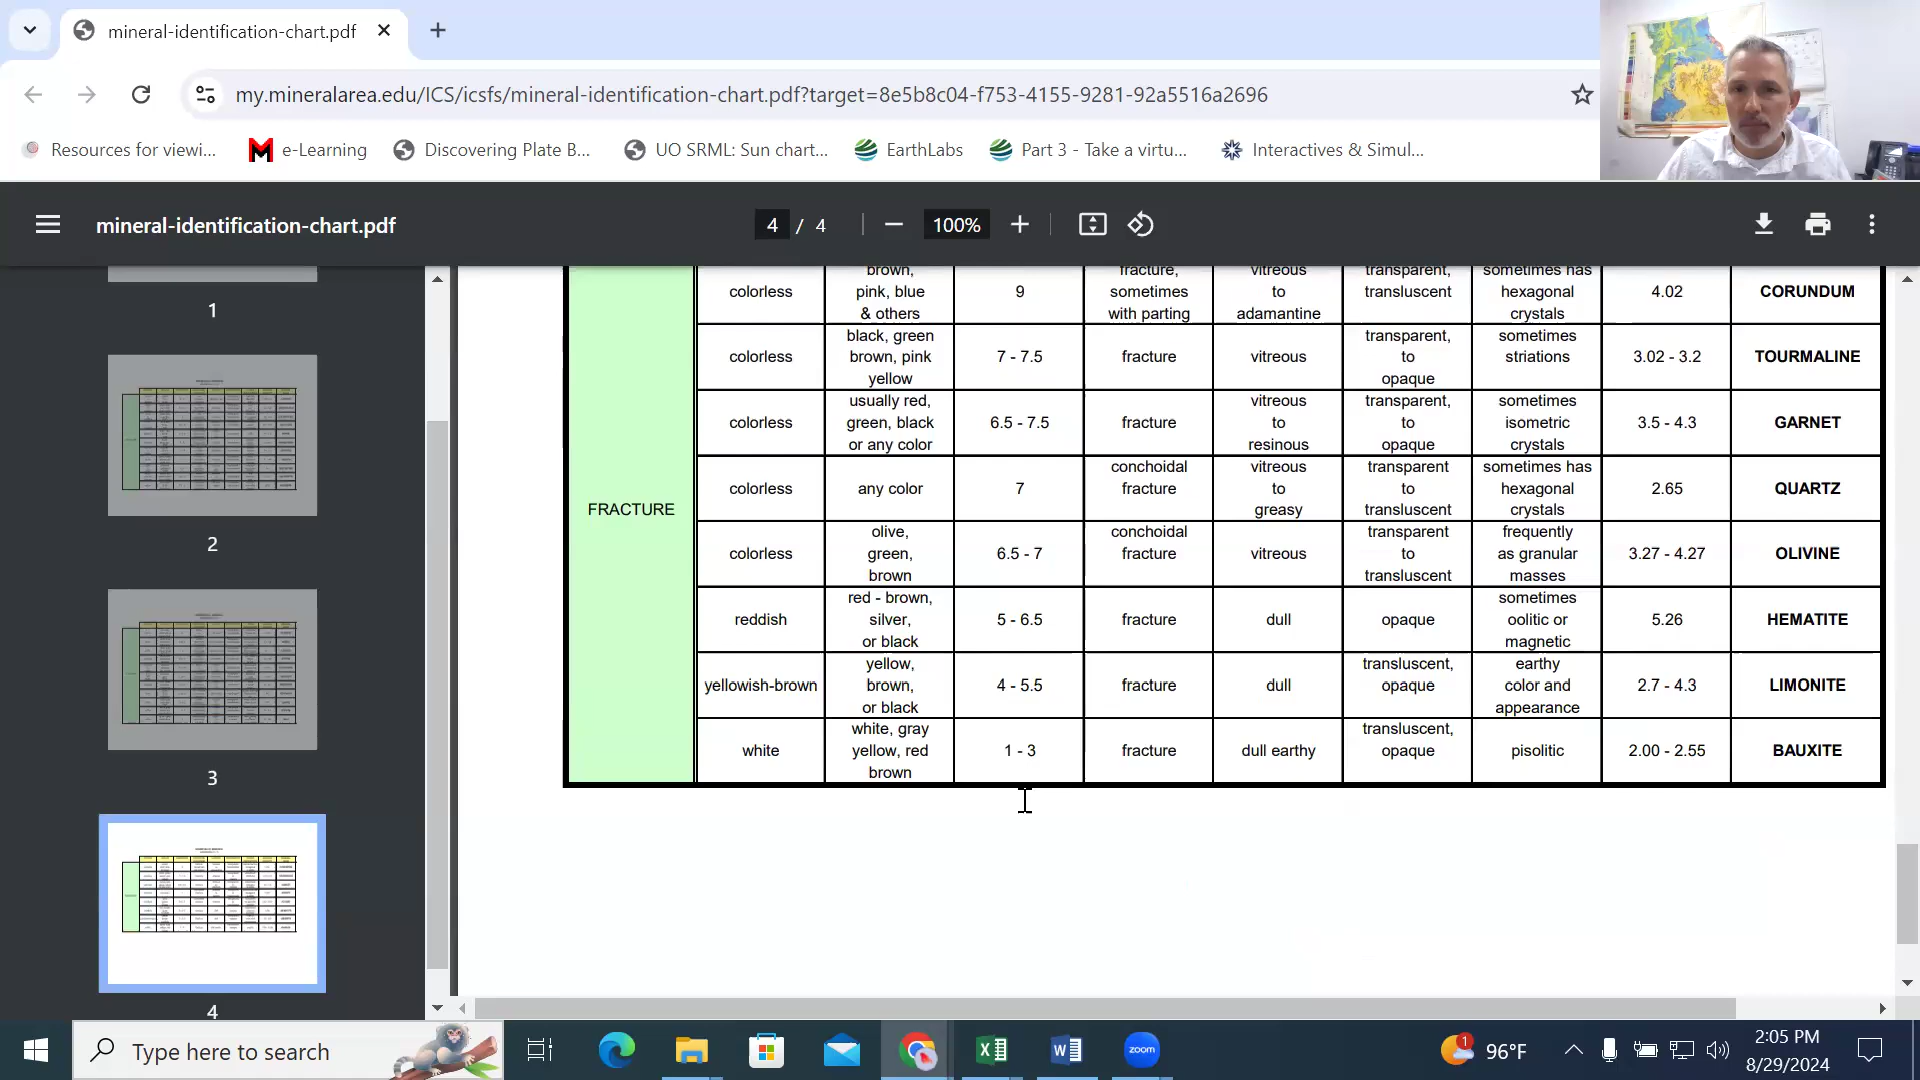 mineral-identification-chart.pdf
my.mineralarea.edu/ICS/icsfs/mineral-identification-chart.pdf?target=8e5b8c04-f753-4155-9281-92a5516a2696
Resources for viewi...
e-Learning
Discovering Plate B...
UO SRML: Sun chart...
EarthLabs
Part 3 - Take a virtu...
Interactives & Simul...
mineral-identification-chart.pdf
4 / 4
100%
1
2
3
4
FRACTURE
colorless
brown,
pink, blue
& others
9
fracture,
sometimes
with parting
vitreous
to
adamantine
transparent,
transluscent
sometimes has
hexagonal
crystals
4.02
CORUNDUM
colorless
black, green
brown, pink
yellow
7 - 7.5
fracture
vitreous
transparent,
to
opaque
sometimes
striations
3.02 - 3.2
TOURMALINE
colorless
usually red,
green, black
or any color
6.5 - 7.5
fracture
vitreous
to
resinous
transparent,
to
opaque
sometimes
isometric
crystals
3.5 - 4.3
GARNET
colorless
any color
7
conchoidal
fracture
vitreous
to
greasy
transparent
to
transluscent
sometimes has
hexagonal
crystals
2.65
QUARTZ
colorless
olive,
green,
brown
6.5 - 7
conchoidal
fracture
vitreous
transparent
to
transluscent
frequently
as granular
masses
3.27 - 4.27
OLIVINE
reddish
red - brown,
silver,
or black
5 - 6.5
fracture
dull
opaque
sometimes
oolitic or
magnetic
5.26
HEMATITE
yellowish-brown
yellow,
brown,
or black
4 - 5.5
fracture
dull
transluscent,
opaque
earthy
color and
appearance
2.7 - 4.3
LIMONITE
white
white, gray
yellow, red
brown
1 - 3
fracture
dull earthy
transluscent,
opaque
pisolitic
2.00 - 2.55
BAUXITE
Type here to search
zoom
1
96°F
2:05 PM
8/29/2024